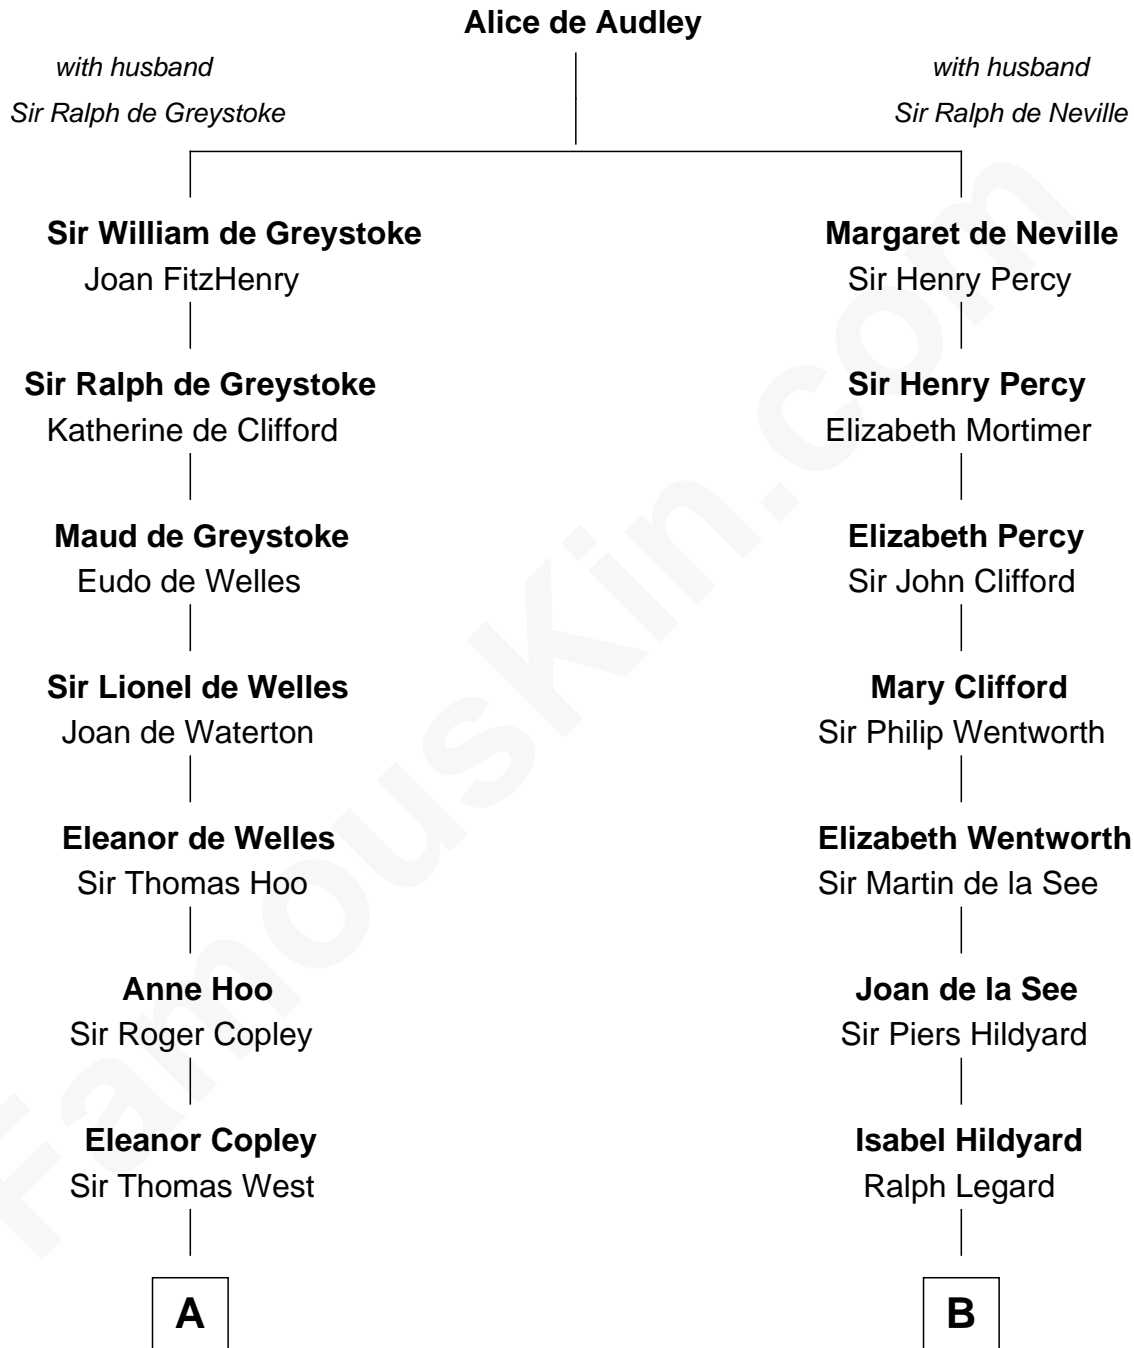 Alice de Audley
with husband
Sir Ralph de Greystoke
with husband
Sir Ralph de Neville
Sir William de Greystoke
Joan FitzHenry
Margaret de Neville
Sir Henry Percy
Sir Ralph de Greystoke
Katherine de Clifford
Sir Henry Percy
Elizabeth Mortimer
Maud de Greystoke
Eudo de Welles
Elizabeth Percy
Sir John Clifford
Sir Lionel de Welles
Joan de Waterton
Mary Clifford
Sir Philip Wentworth
Eleanor de Welles
Sir Thomas Hoo
Elizabeth Wentworth
Sir Martin de la See
Anne Hoo
Sir Roger Copley
Joan de la See
Sir Piers Hildyard
Eleanor Copley
Sir Thomas West
Isabel Hildyard
Ralph Legard
A
B
FamousKin.com